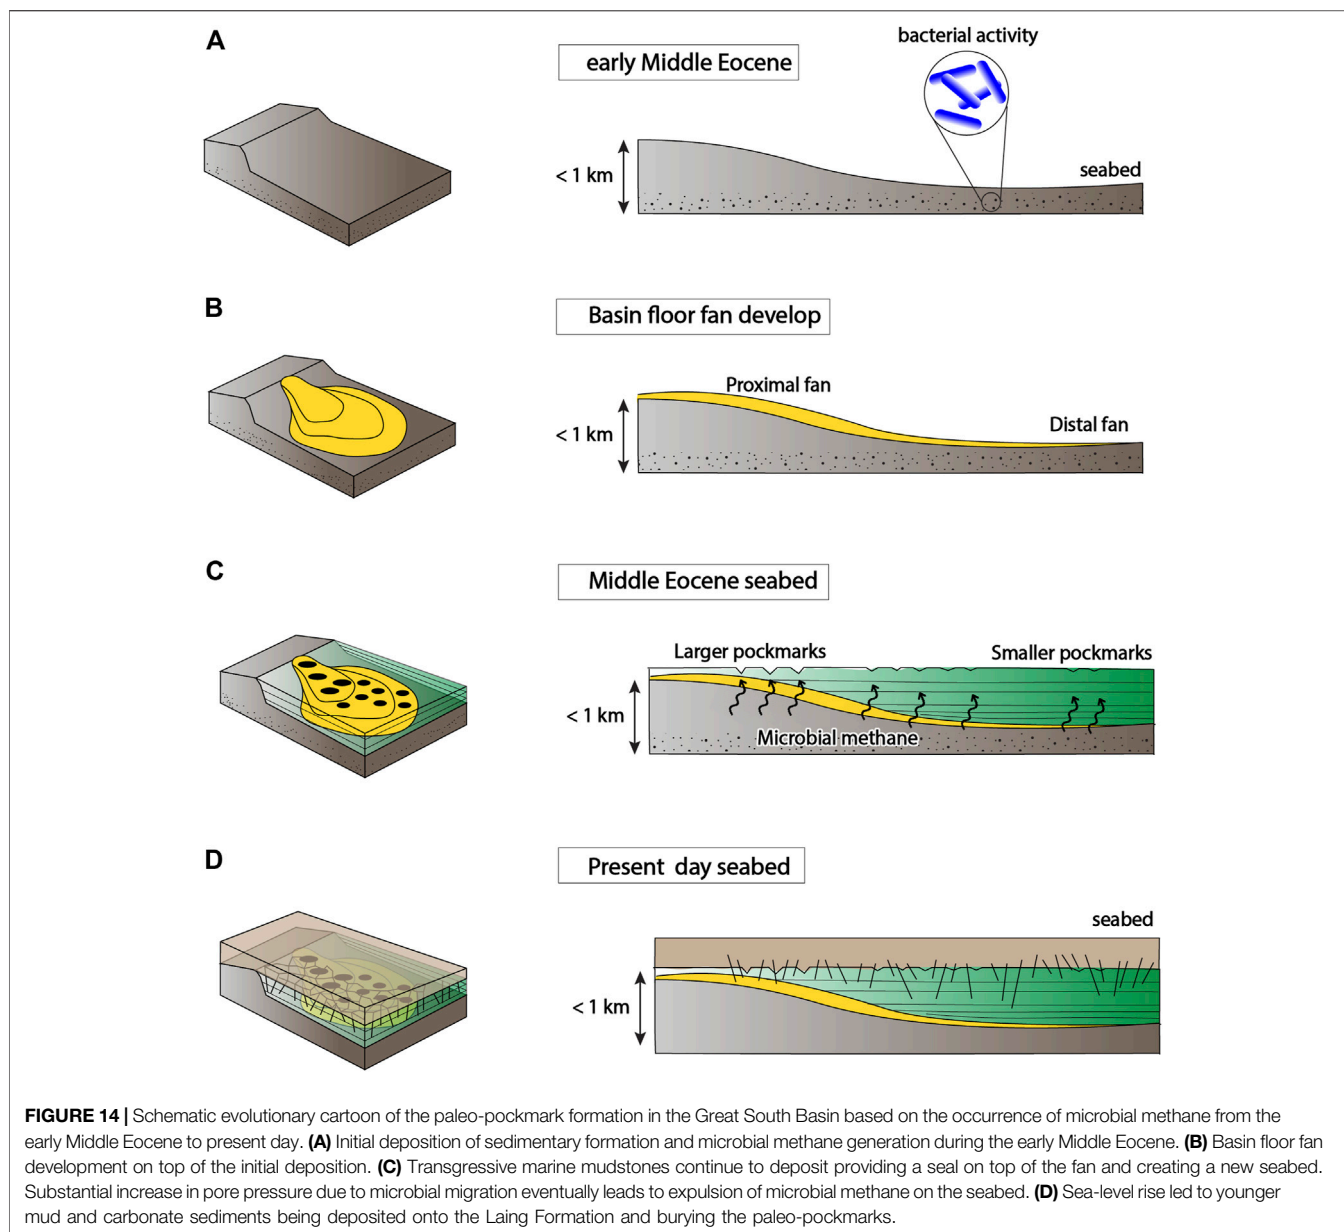 A
early Middle Eocene
bacterial activity
< 1 km
seabed
B
Basin floor fan develop
Proximal fan
Distal fan
< 1 km
C
Middle Eocene seabed
Larger pockmarks
Smaller pockmarks
< 1 km
Microbial methane
D
Present day seabed
seabed
< 1 km
FIGURE 14 | Schematic evolutionary cartoon of the paleo-pockmark formation in the Great South Basin based on the occurrence of microbial methane from the
early Middle Eocene to present day. (A) Initial deposition of sedimentary formation and microbial methane generation during the early Middle Eocene. (B) Basin floor fan
development on top of the initial deposition. (C) Transgressive marine mudstones continue to deposit providing a seal on top of the fan and creating a new seabed.
Substantial increase in pore pressure due to microbial migration eventually leads to expulsion of microbial methane on the seabed. (D) Sea-level rise led to younger
mud and carbonate sediments being deposited onto the Laing Formation and burying the paleo-pockmarks.